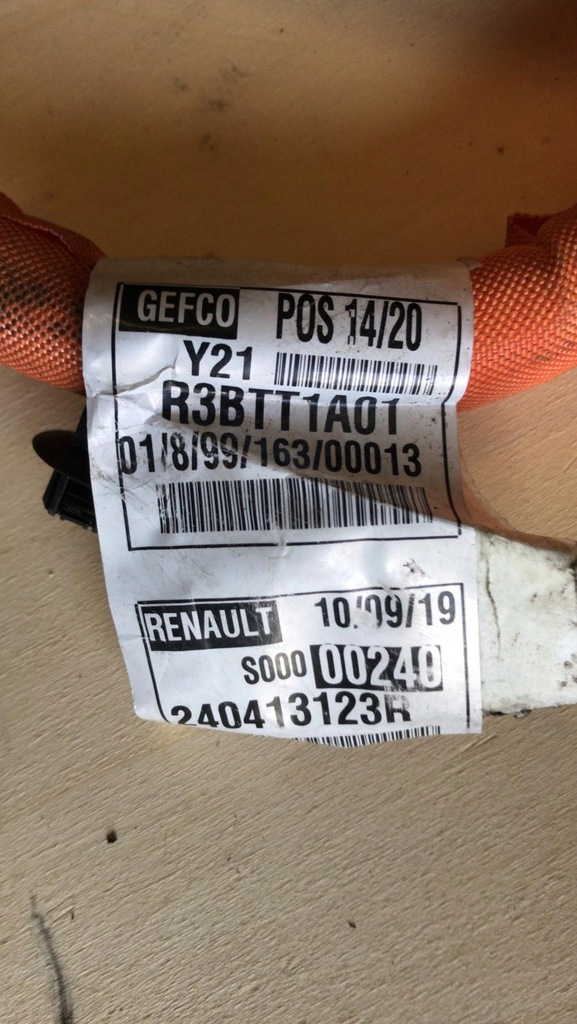 GEFCO POS 14/20
Y21
R3BTT1A01
01/8/99/163/00013
RENAULT 10/09/19
S000 00240
240413123R